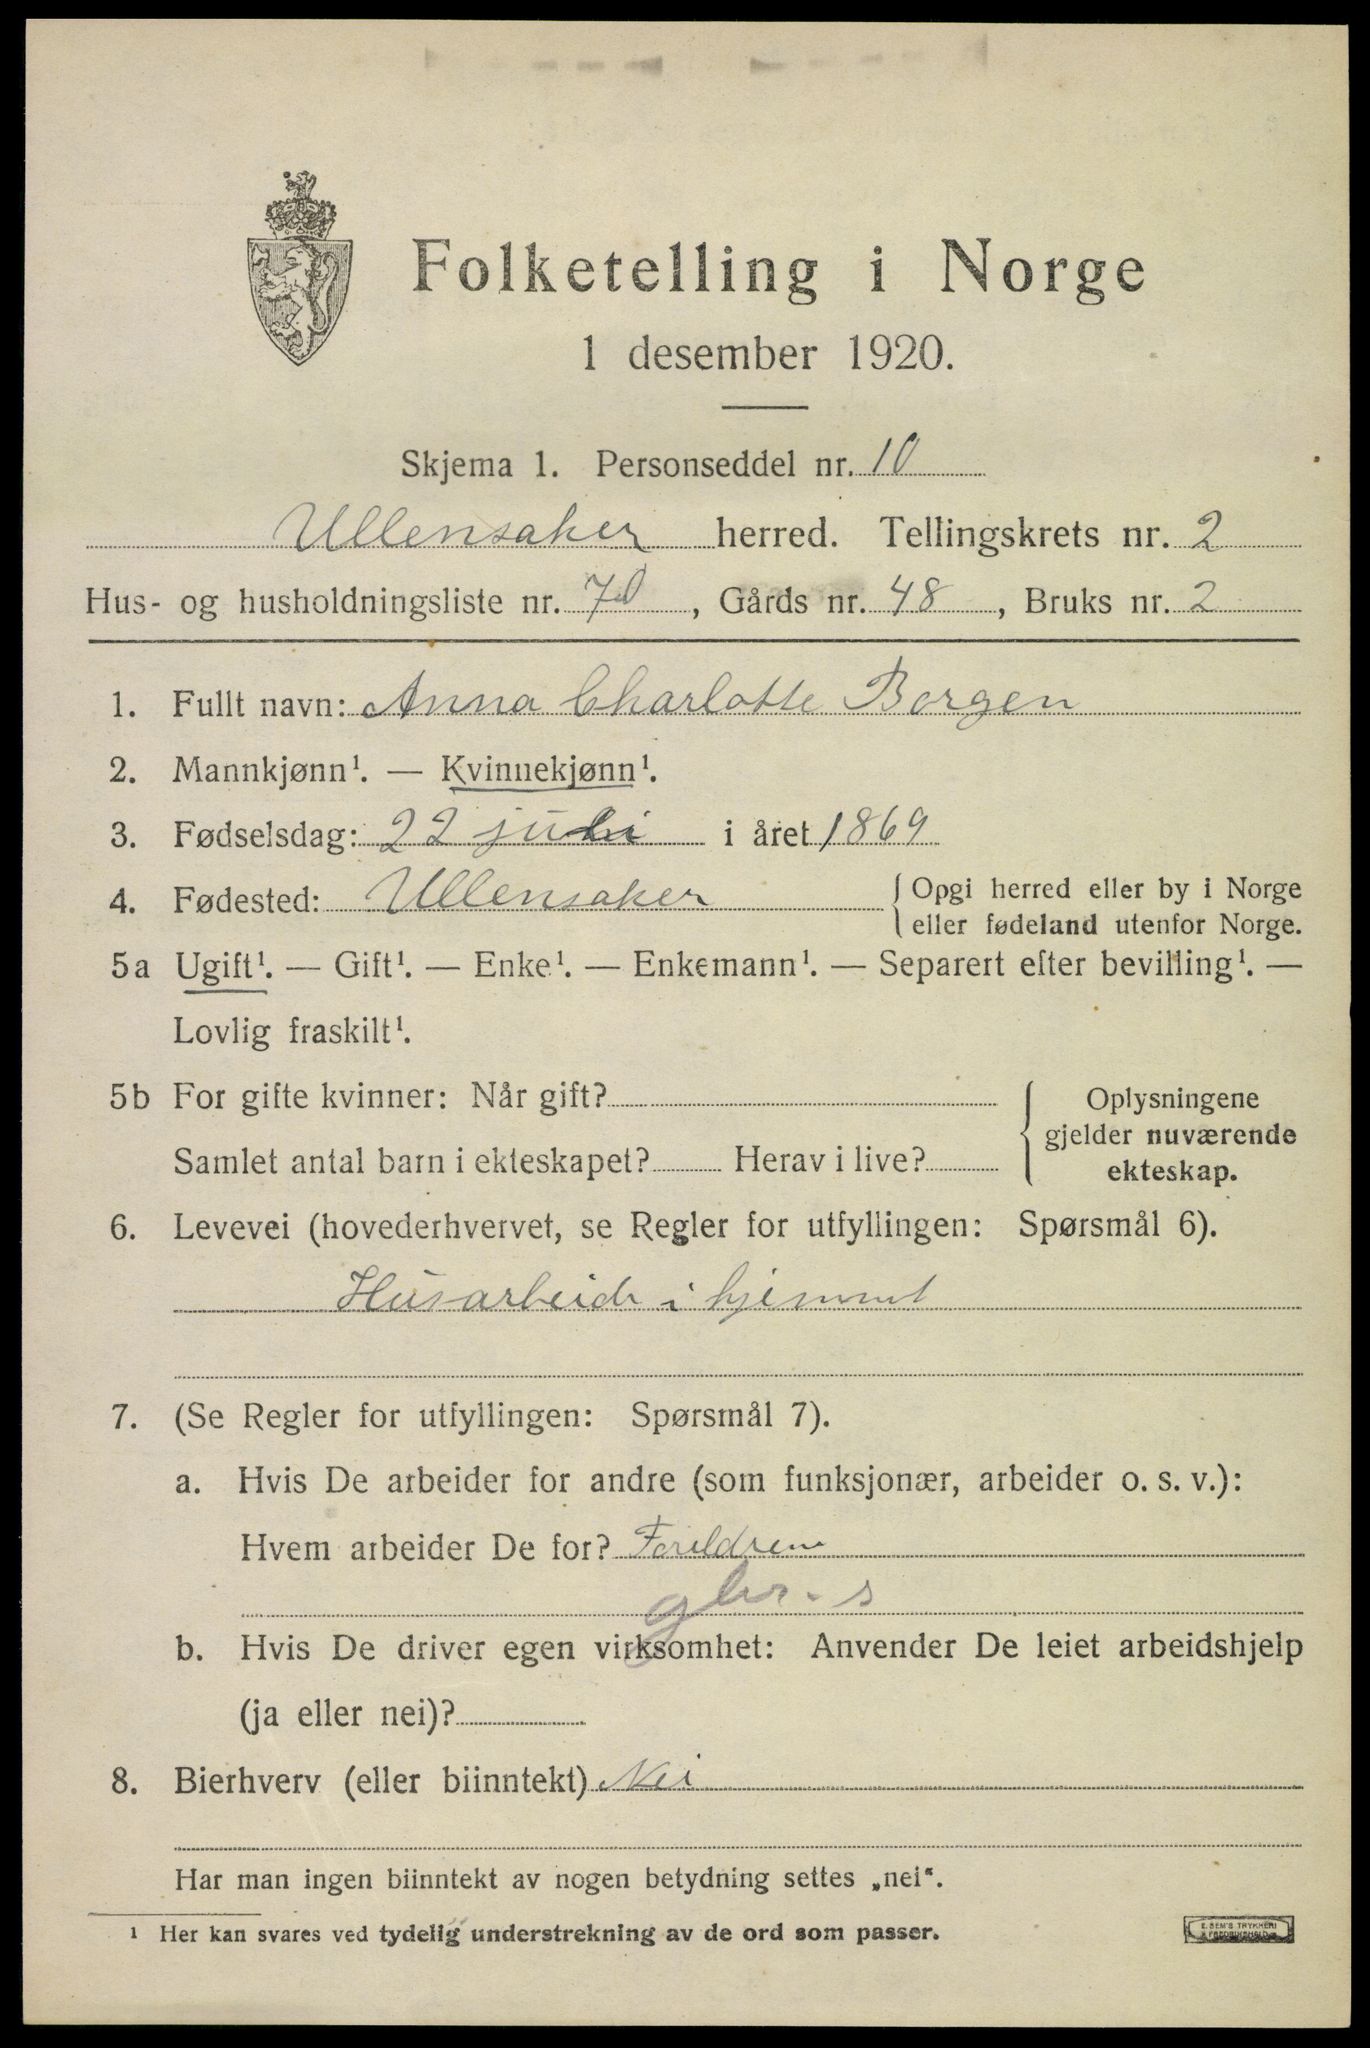 Folketelling i Norge
1 desember 1920.
Skjema 1. Personseddel nr. 10
Ullensaker herred. Tellingskrets nr. 2
Hus- og husholdningsliste nr. 70, Gårds nr. 48, Bruks nr. 2
1. Fullt navn: Anna Charlotte Borgen
2. Mannkjønn¹. — Kvinnekjønn¹.
3. Fødselsdag: 22 juli i året 1869
4. Fødested: Ullensaker { Opgi herred eller by i Norge
eller fødeland utenfor Norge.
5a Ugift¹. — Gift¹. — Enke¹. — Enkemann¹. — Separert efter bevilling¹. —
Lovlig fraskilt¹.
5b For gifte kvinner: Når gift? { Oplysningene
gjelder nuværende
Samlet antal barn i ekteskapet? Herav i live?
ekteskap.
6. Levevei (hovederhvervet, se Regler for utfyllingen: Spørsmål 6).
Husarbeide i hjemmet
7. (Se Regler for utfyllingen: Spørsmål 7).
a. Hvis De arbeider for andre (som funksjonær, arbeider o. s. v.):
Hvem arbeider De for? Foreldrene
gbr. s
b. Hvis De driver egen virksomhet: Anvender De leiet arbeidshjelp
(ja eller nei)?
8. Bierhverv (eller biinntekt) Nei
Har man ingen biinntekt av nogen betydning settes „nei“.
¹ Her kan svares ved tydelig understrekning av de ord som passer.
E. SEM'S TRYKKERI